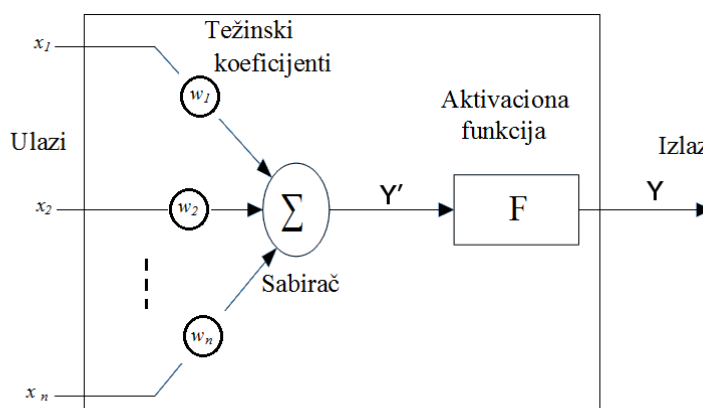 Težinski
koeficijenti
x1
w1
Aktivaciona
funkcija
Ulazi
Izlaz
x2
w2
Σ
Y'
F
Y
Sabirač
wn
x n